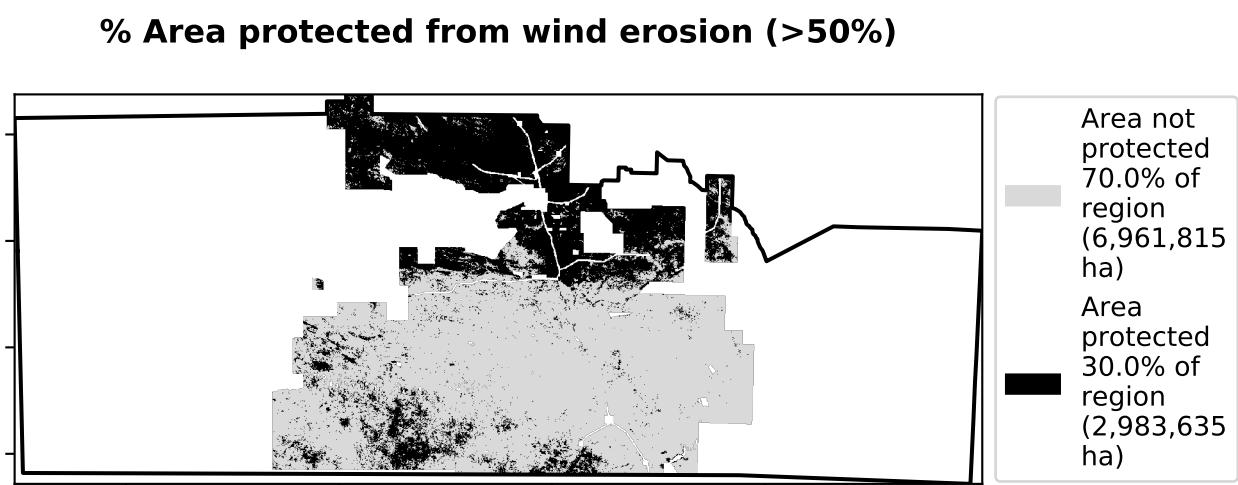 % Area protected from wind erosion (>50%)
Area not
protected
70.0% of
region
(6,961,815
ha)
Area
protected
30.0% of
region
(2,983,635
ha)